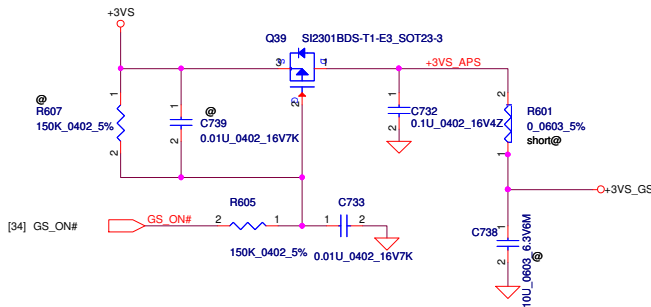 +3VS
Q39 SI2301BDS-T1-E3_SOT23-3
S
D
3
1
G
2
+3VS_APS
@
R607
150K_0402_5%
1
2
1
2
@
C739
0.01U_0402_16V7K
1
2
C732
0.1U_0402_16V4Z
2
1
R601
0_0603_5%
short@
+3VS_GS
[34] GS_ON#
GS_ON#
2
R605
1
150K_0402_5%
C733
1
2
0.01U_0402_16V7K
C738
1
2
10U_0603_6.3V6M
@